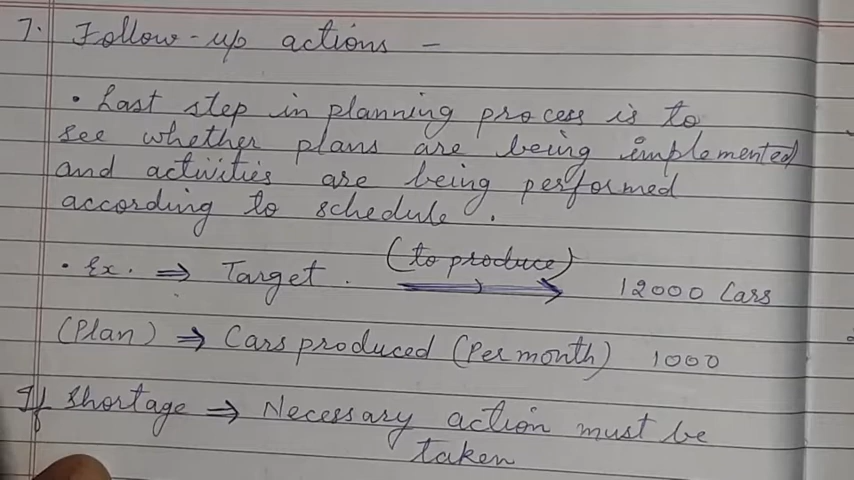 7. Follow-up actions -
• Last step in planning process is to
see whether plans are being implemented
and activities are being performed
according to schedule.
• Ex. ⇒ Target. (to produce) → 12000 Cars
(Plan) ⇒ Cars produced (Per month) 1000
If shortage ⇒ Necessary action must be
taken